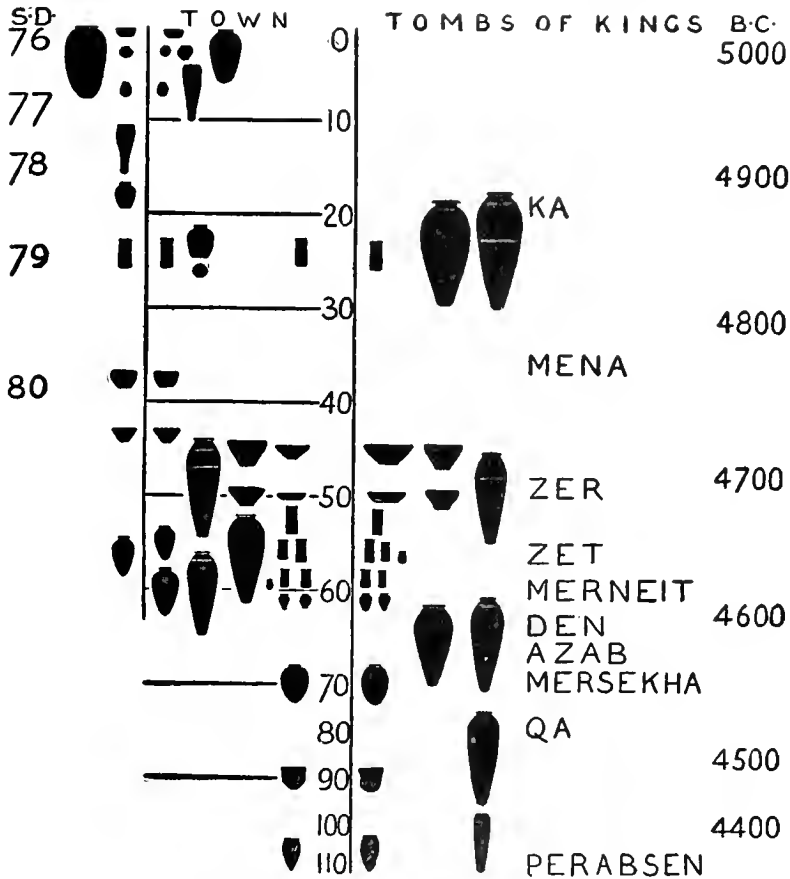 S.D. TOWN TOMBS OF KINGS B.C.
76 0 5000
77 10
78 4900
20 KA
79
30 4800
MENA
80
40
4700
50 ZER
ZET
60 MERNEIT
4600
DEN
AZAB
70 MERSEKHA
80 QA
4500
90
100 4400
110 PERABSEN